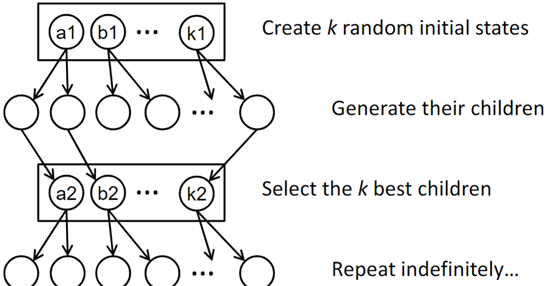 a1 b1 ... k1 Create k random initial states
Generate their children
...
a2 b2 ... k2 Select the k best children
... Repeat indefinitely…